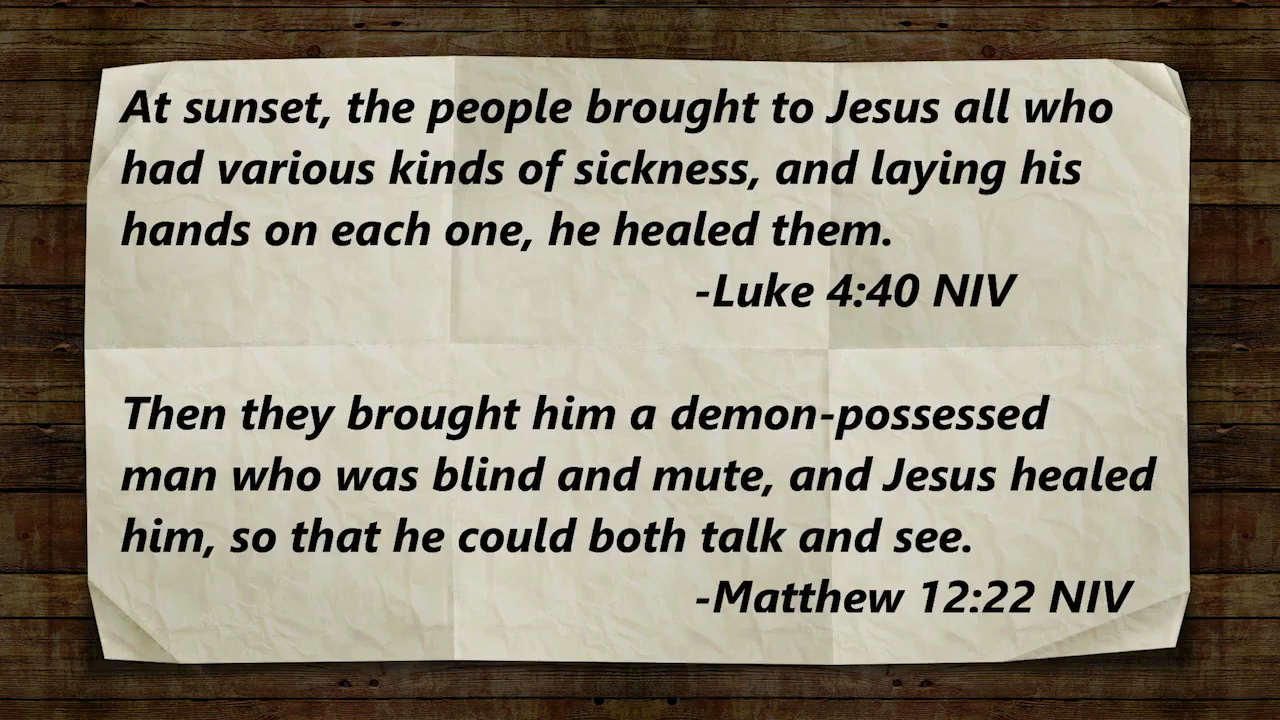 At sunset, the people brought to Jesus all who
had various kinds of sickness, and laying his
hands on each one, he healed them.
-Luke 4:40 NIV
Then they brought him a demon-possessed
man who was blind and mute, and Jesus healed
him, so that he could both talk and see.
-Matthew 12:22 NIV